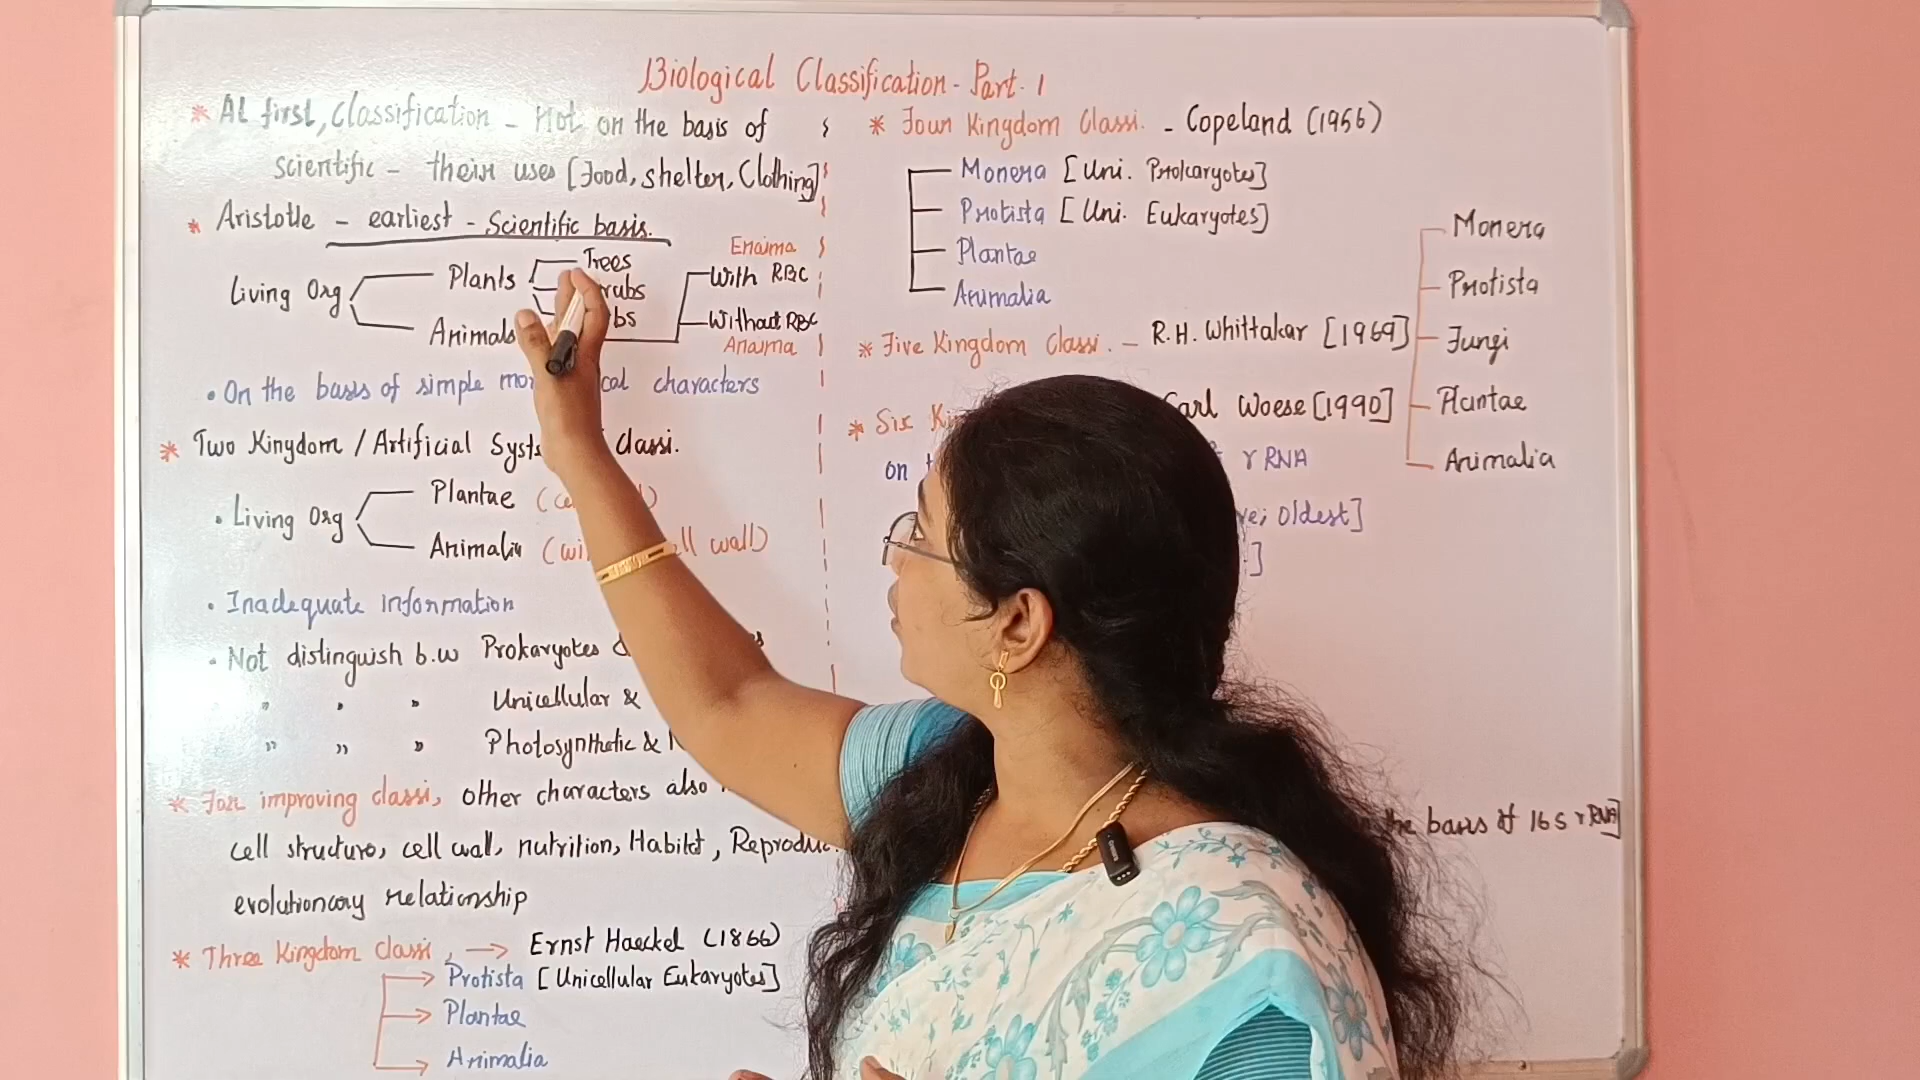 Biological Classification - Part. 1
* At first, Classification - Not on the basis of
scientific - their uses [Food, shelter, Clothing]
* Aristotle - earliest - Scientific basis.
Living Org
Plants
Trees
Animals
Enaima
With RBC
Without RBC
Anaima
• On the basis of simple characters
* Two Kingdom / Artificial classi.
• Living Org
Plantae
Animalia wall)
• Inadequate information
• Not distinguish b.w Prokaryotes
" " " Unicellular &
" " " Photosynthetic &
* For improving classi, other characters also
cell structure, cell wall, nutrition, Habitat,
evolutionary relationship
* Three Kingdom classi, → Ernst Haeckel (1866)
Protista [Unicellular Eukaryotes]
Plantae
Animalia
* Four Kingdom Classi. - Copeland (1956)
Monera [Uni. Prokaryotes]
Protista [Uni. Eukaryotes]
Plantae
Animalia
* Five Kingdom Classi. - R.H. Whittakar [1969]
Monera
Protista
Fungi
Plantae
Animalia
* Six Carl Woese [1990]
on rRNA
Oldest]
the basis of 16s rRNA]